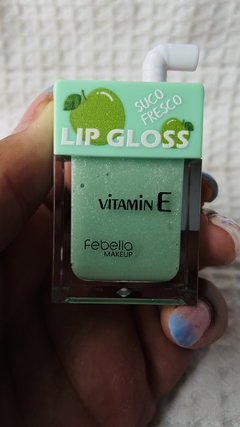 SUCO
FRESCO
LIP GLOSS
VITAMIN E
Febella
MAKEUP